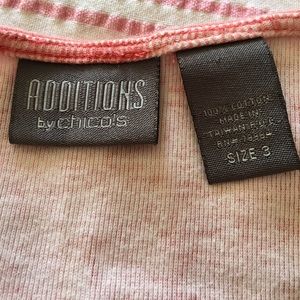 ADDITIONS
by chico's
100% COTTON
MADE IN
TAIWAN R.O.C.
SIZE 3